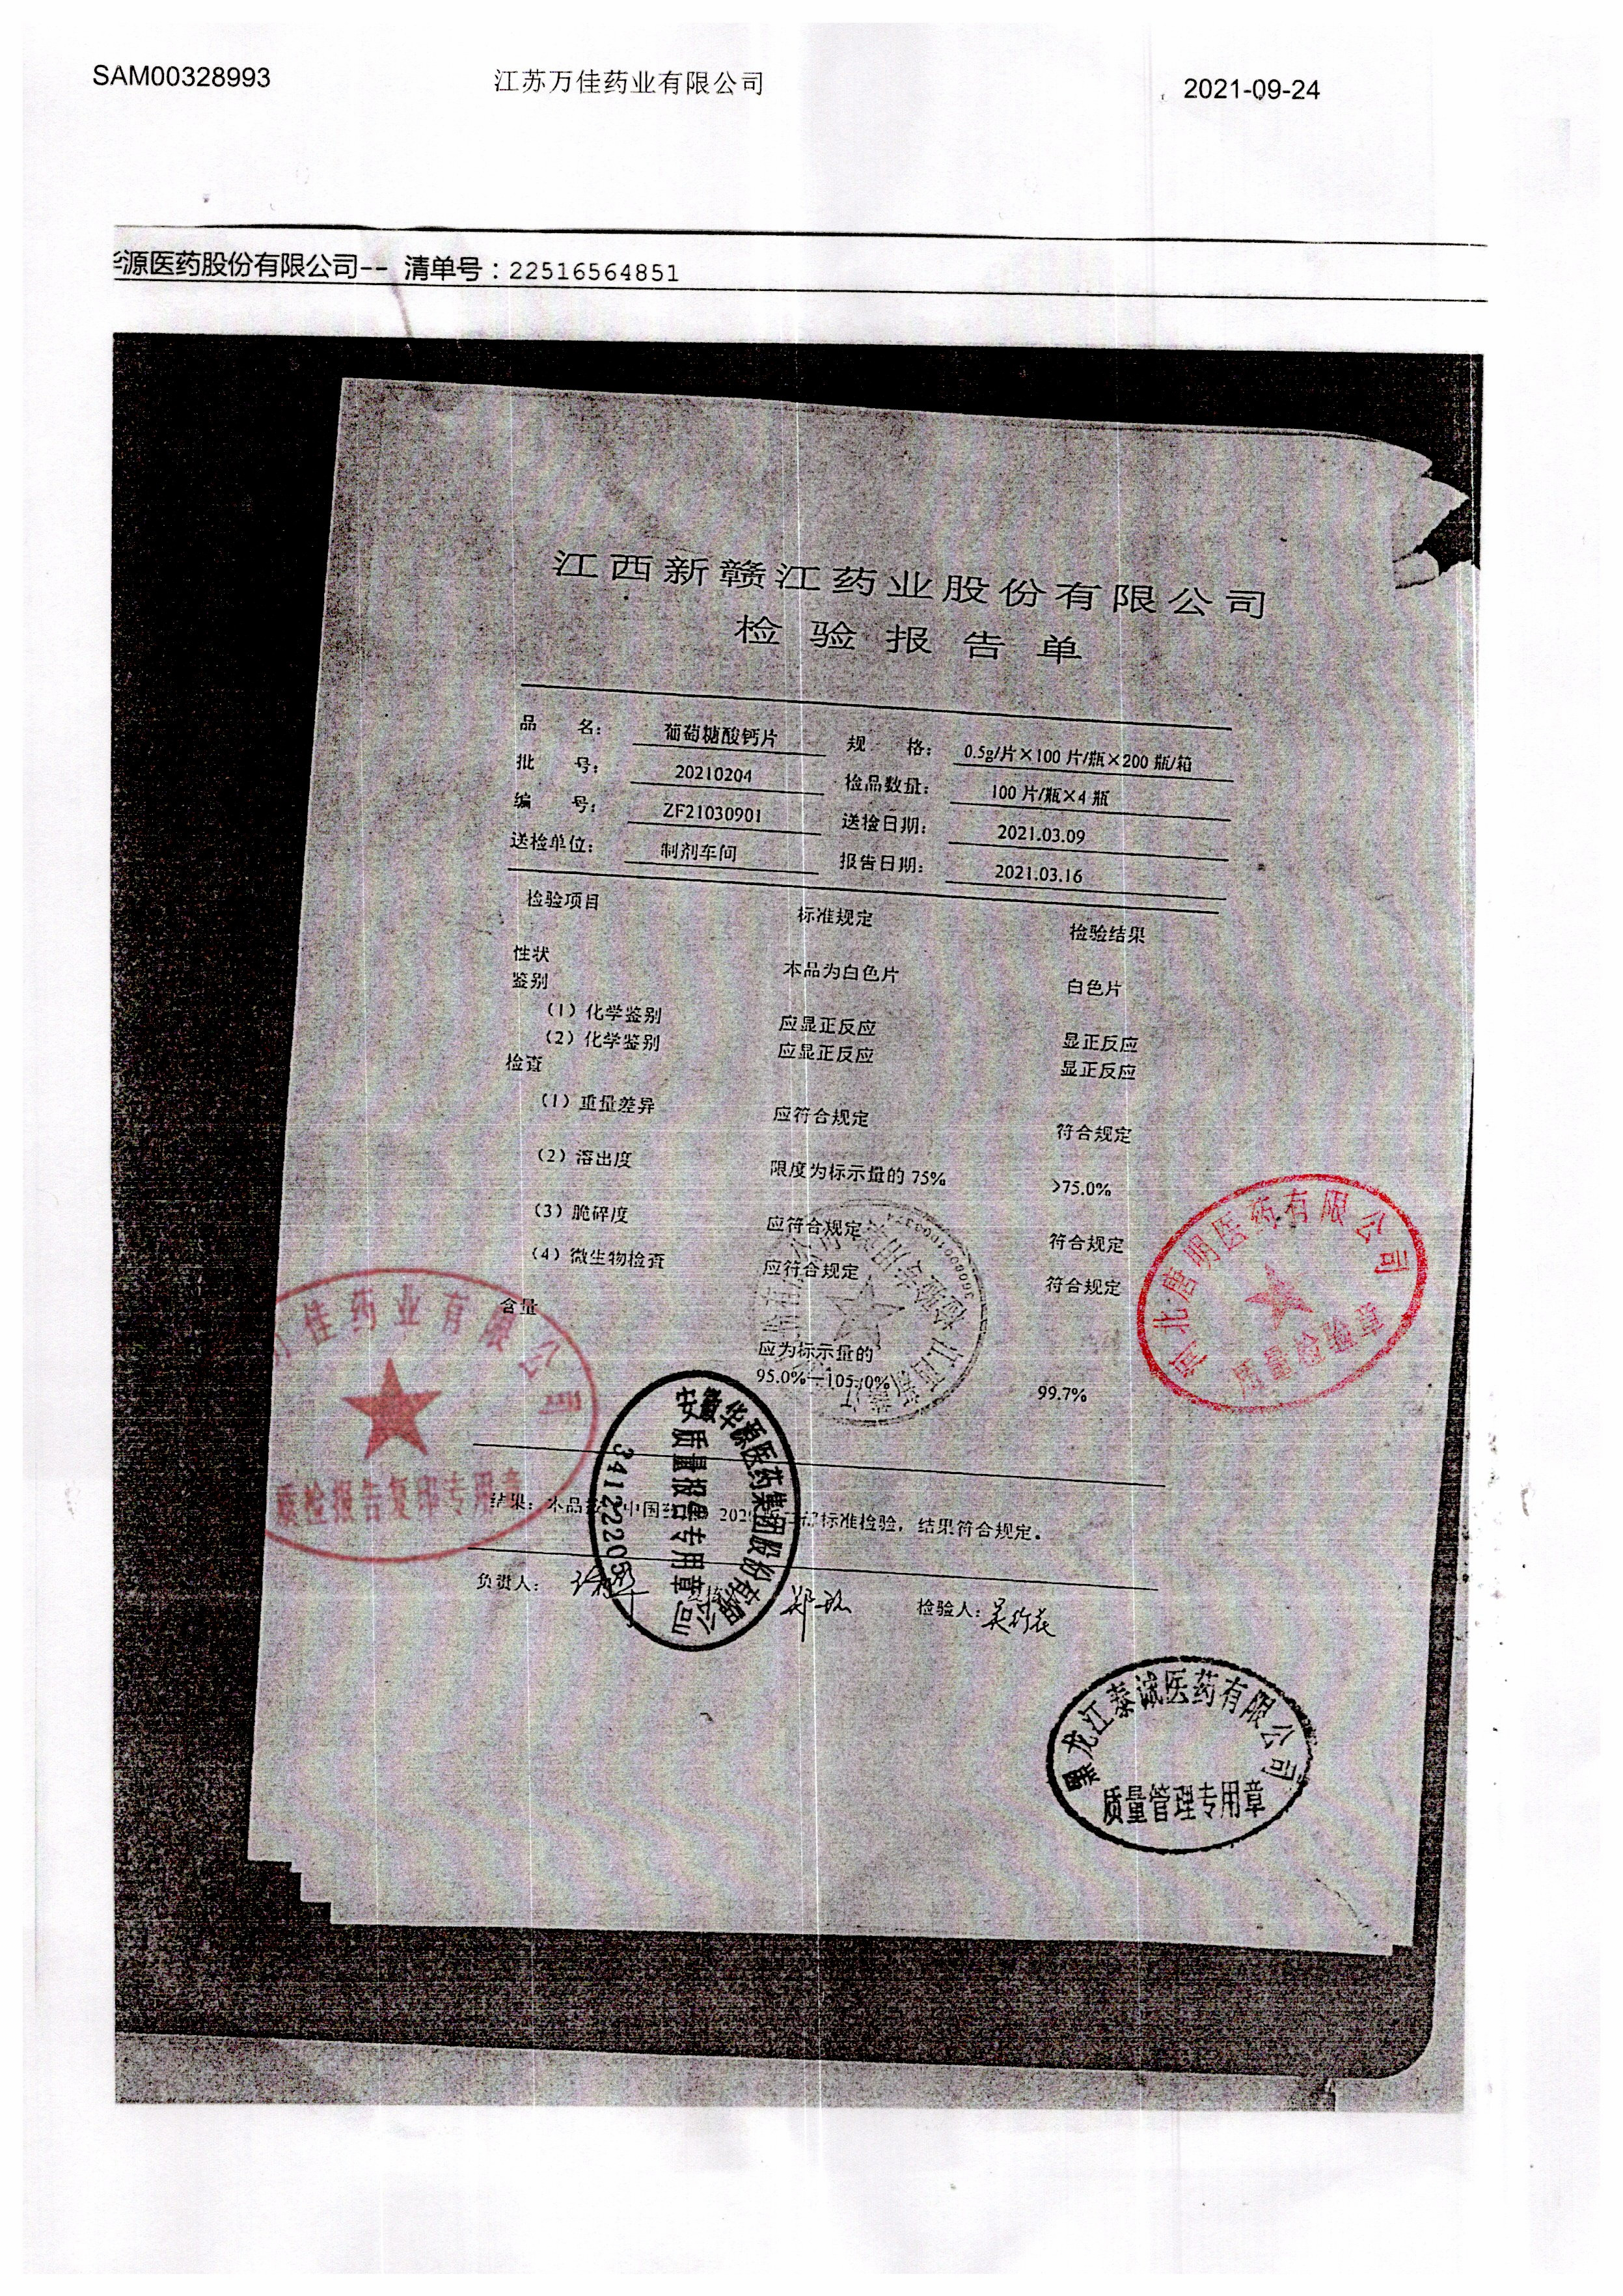 SAM00328993 江苏万佳药业有限公司 2021-09-24
华源医药股份有限公司-- 清单号：22516564851
江西新赣江药业股份有限公司
检验报告单
品 名： 葡萄糖酸钙片 规 格： 0.5g/片×100 片/瓶×200 瓶/箱
批 号： 20210204 检品数量： 100 片/瓶×4 瓶
编 号： ZF21030901 送检日期： 2021.03.09
送检单位： 制剂车间 报告日期： 2021.03.16
检验项目 标准规定 检验结果
性状 本品为白色片 白色片
鉴别
（1）化学鉴别 应显正反应 显正反应
（2）化学鉴别 应显正反应 显正反应
检查
（1）重量差异 应符合规定 符合规定
（2）溶出度 限度为标示量的 75% >75.0%
（3）脆碎度 应符合规定 符合规定
（4）微生物检查 应符合规定 符合规定
含量 应为标示量的
95.0%—105.0% 99.7%
结果：本品 中国 202 标准检验，结果符合规定。
负责人： 检验人：
佳药业有限公司
质检报告复印专用章
安徽华源医药集团股份有限公司
质量报告专用章
341222205
河北唐明医药有限公司
质量检验专用章
黑龙江泰诚医药有限公司
质量管理专用章